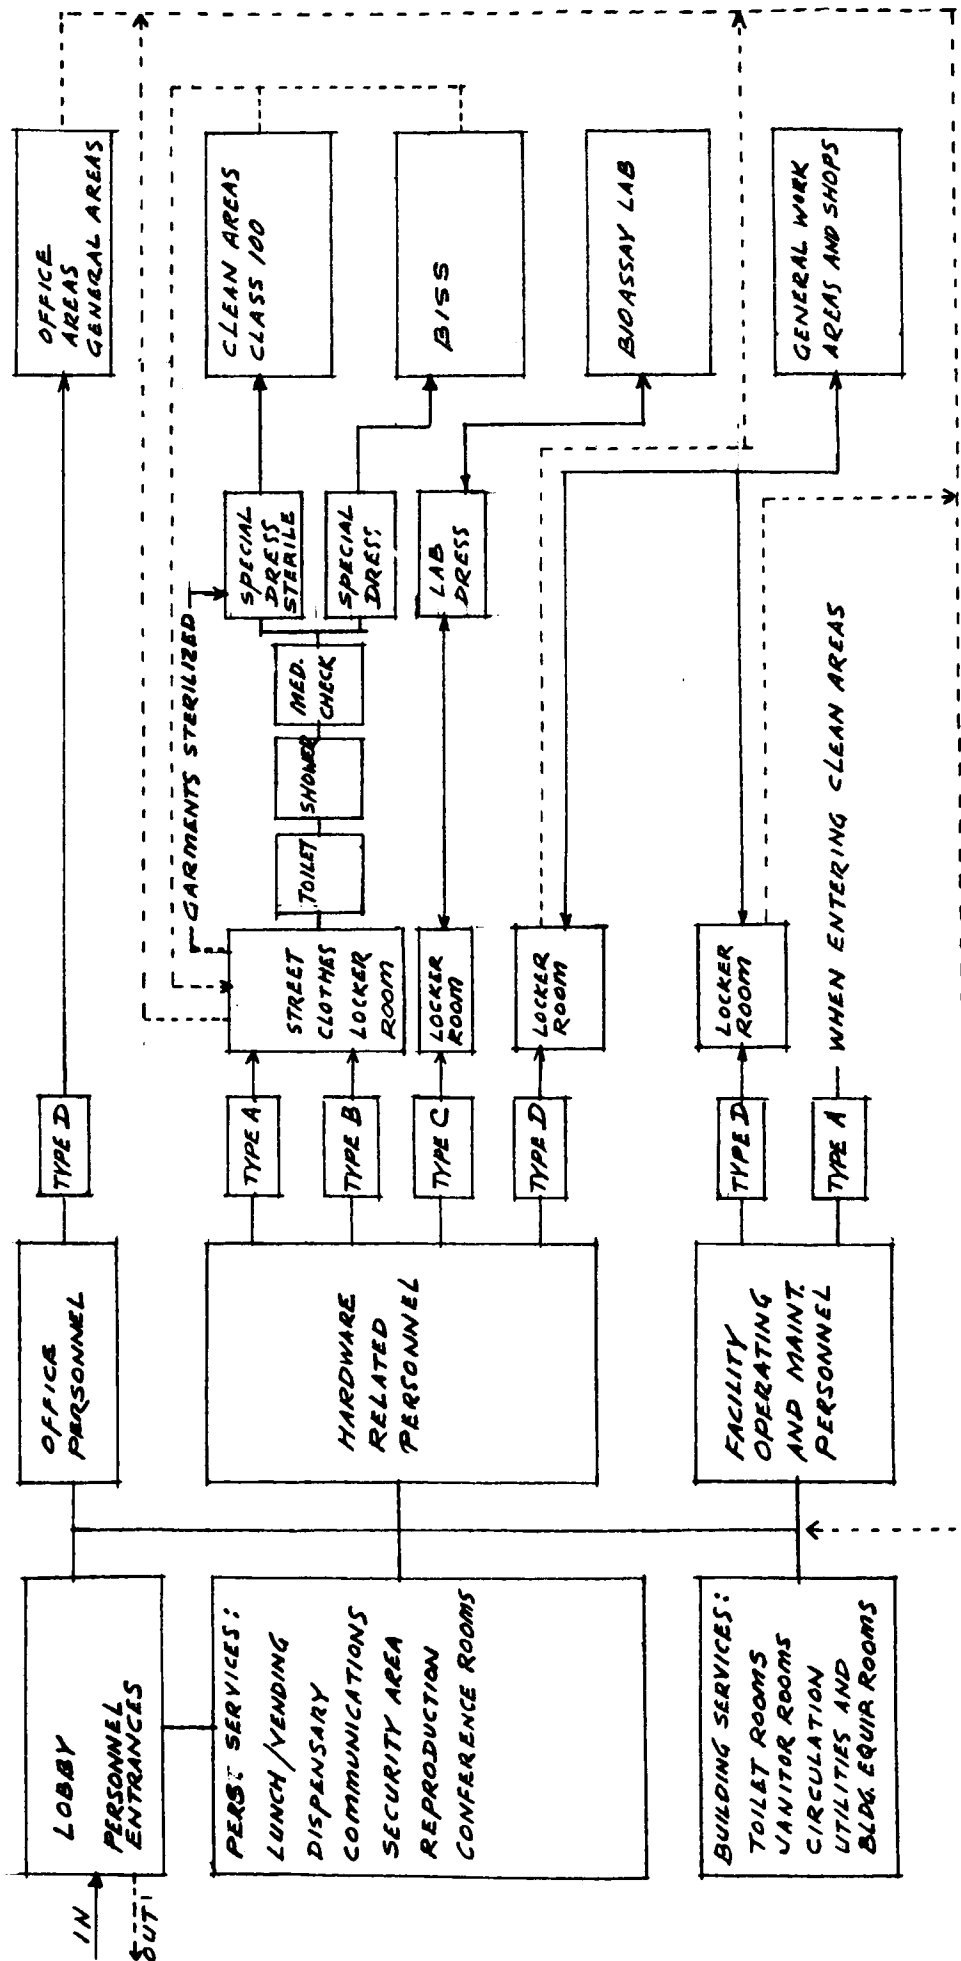 IN
OUT
LOBBY
PERSONNEL
ENTRANCES
PERS. SERVICES:
LUNCH/VENDING
DISPENSARY
COMMUNICATIONS
SECURITY AREA
REPRODUCTION
CONFERENCE ROOMS
BUILDING SERVICES:
TOILET ROOMS
JANITOR ROOMS
CIRCULATION
UTILITIES AND
BLDG. EQUIP. ROOMS
OFFICE
PERSONNEL
HARDWARE
RELATED
PERSONNEL
FACILITY
OPERATING
AND MAINT.
PERSONNEL
TYPE D
TYPE A
TYPE B
TYPE C
TYPE D
TYPE D
TYPE A
WHEN ENTERING CLEAN AREAS
STREET
CLOTHES
LOCKER
ROOM
LOCKER
ROOM
LOCKER
ROOM
LOCKER
ROOM
GARMENTS STERILIZED
TOILET
SHOWER
MED.
CHECK
SPECIAL
DRESS
STERILE
SPECIAL
DRESS
LAB
DRESS
OFFICE
AREAS
GENERAL AREAS
CLEAN AREAS
CLASS 100
BISS
BIOASSAY LAB
GENERAL WORK
AREAS AND SHOPS